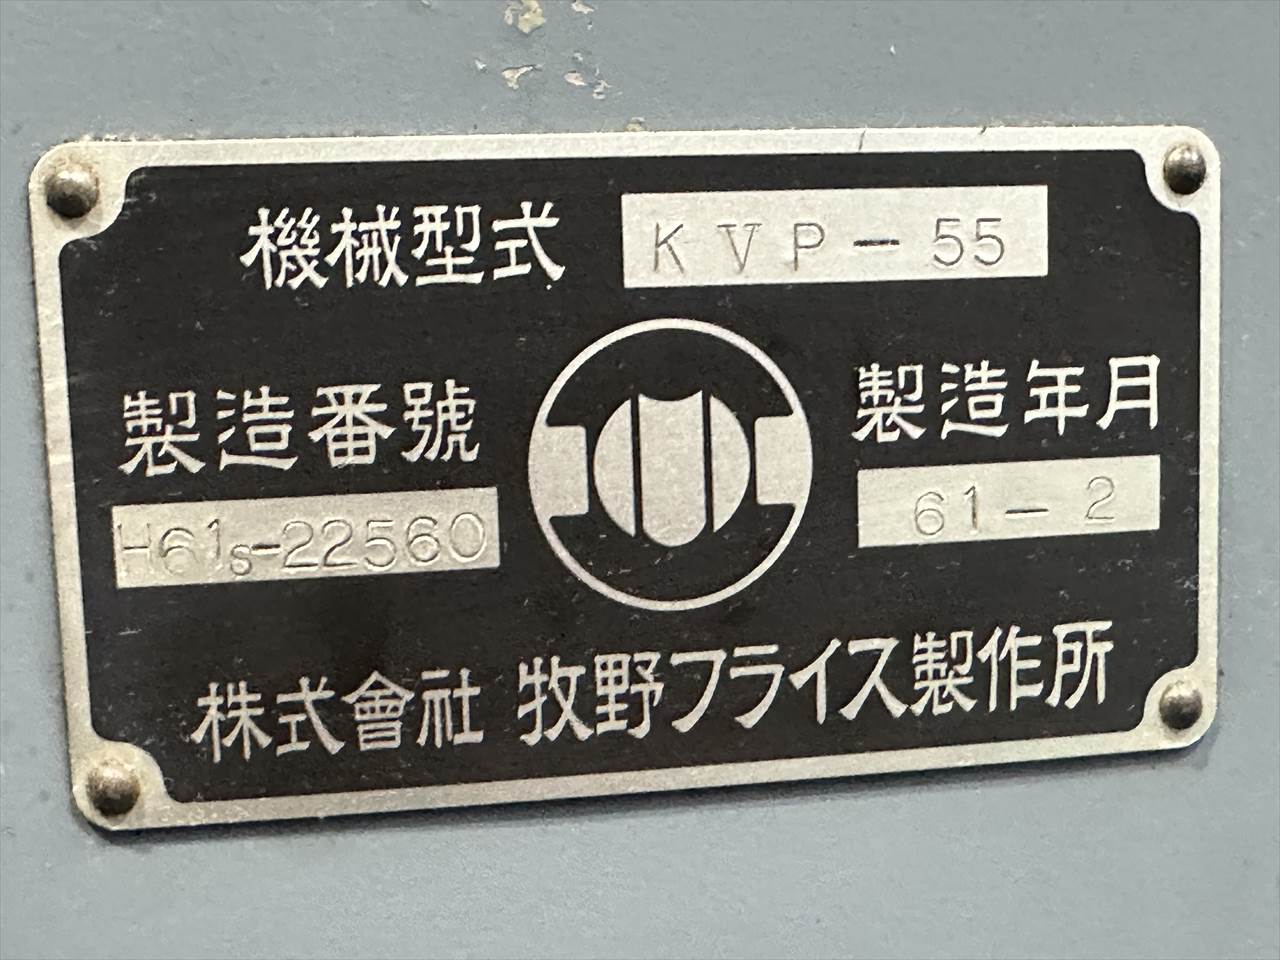 機械型式 KVP-55
製造番號
H61s-22560
製造年月
61-2
株式會社 牧野フライス製作所